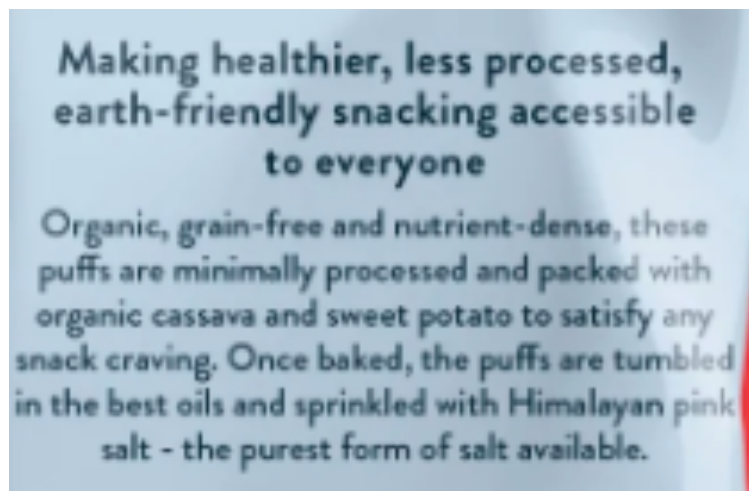 Making healthier, less processed,
earth-friendly snacking accessible
to everyone
Organic, grain-free and nutrient-dense, these
puffs are minimally processed and packed with
organic cassava and sweet potato to satisfy any
snack craving. Once baked, the puffs are tumbled
in the best oils and sprinkled with Himalayan pink
salt - the purest form of salt available.